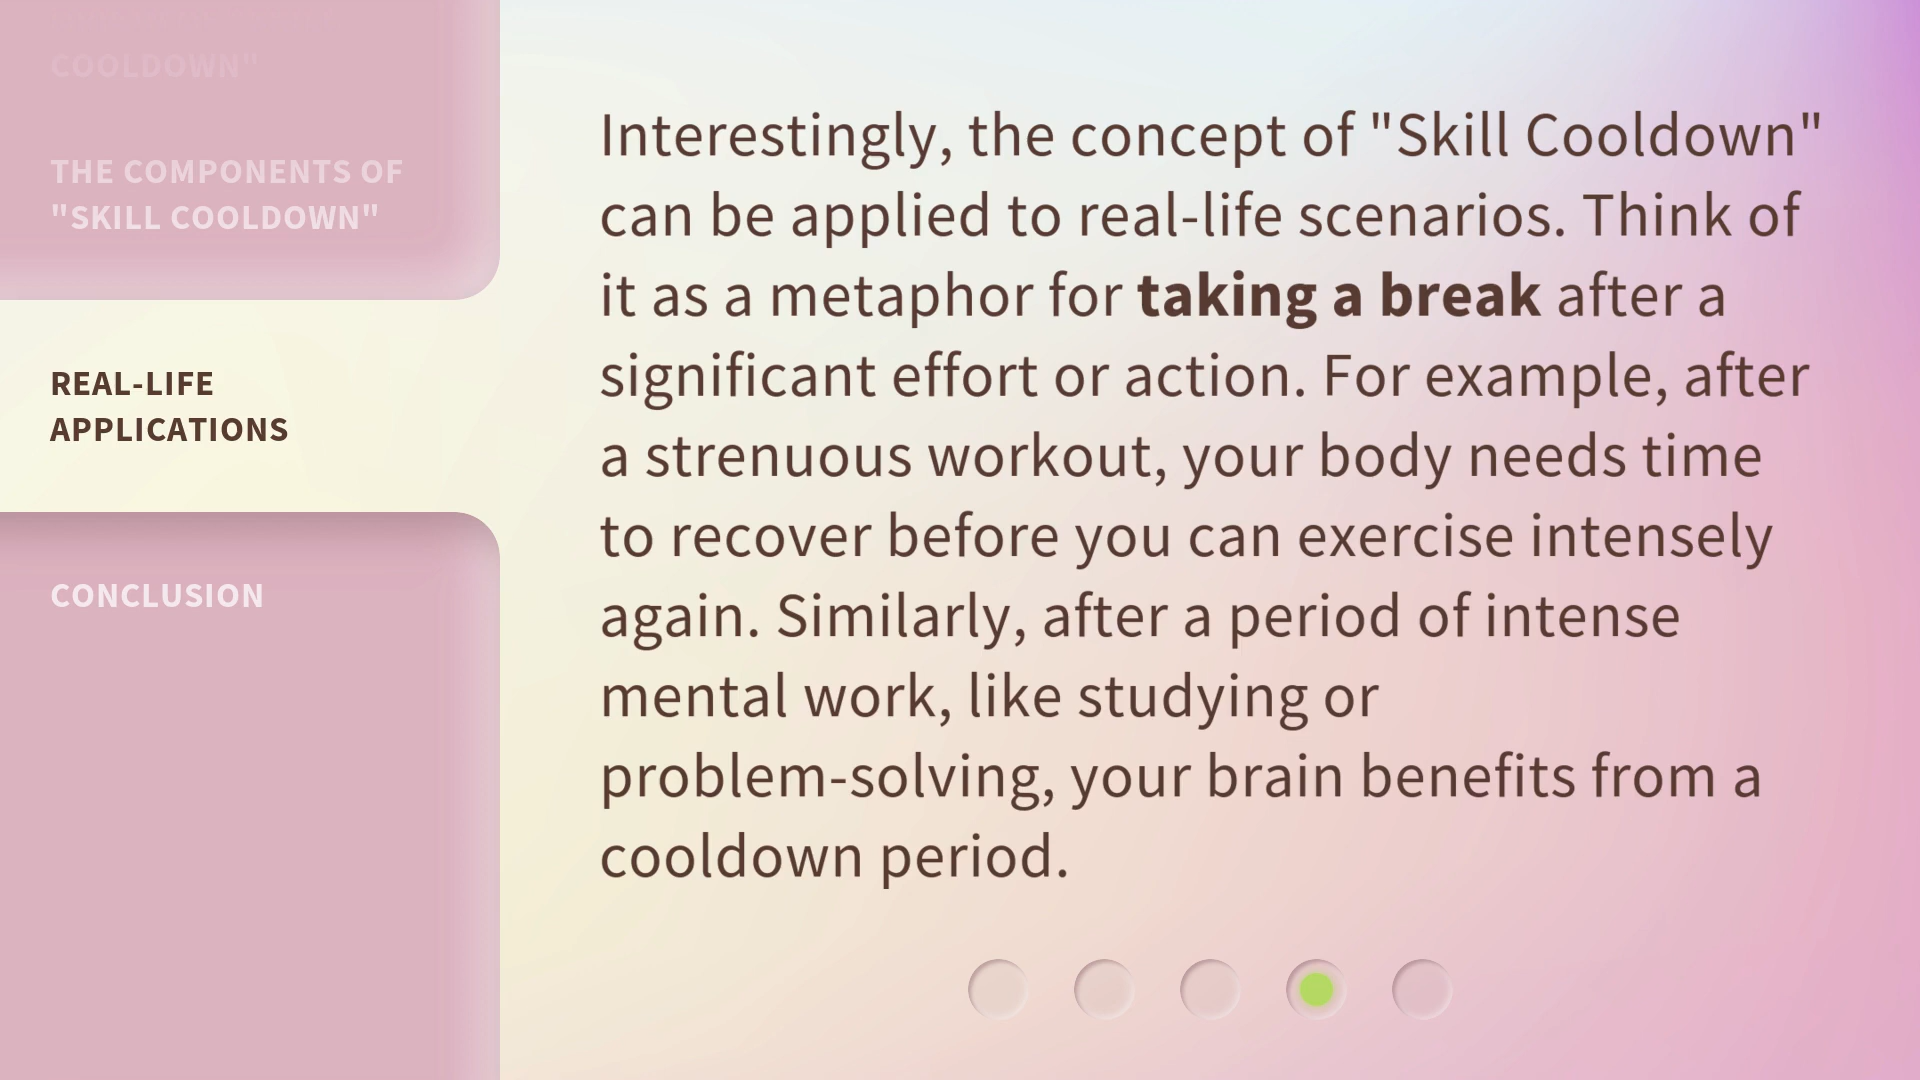 COOLDOWN"
THE COMPONENTS OF
"SKILL COOLDOWN"
REAL-LIFE
APPLICATIONS
CONCLUSION
Interestingly, the concept of "Skill Cooldown"
can be applied to real-life scenarios. Think of
it as a metaphor for taking a break after a
significant effort or action. For example, after
a strenuous workout, your body needs time
to recover before you can exercise intensely
again. Similarly, after a period of intense
mental work, like studying or
problem-solving, your brain benefits from a
cooldown period.